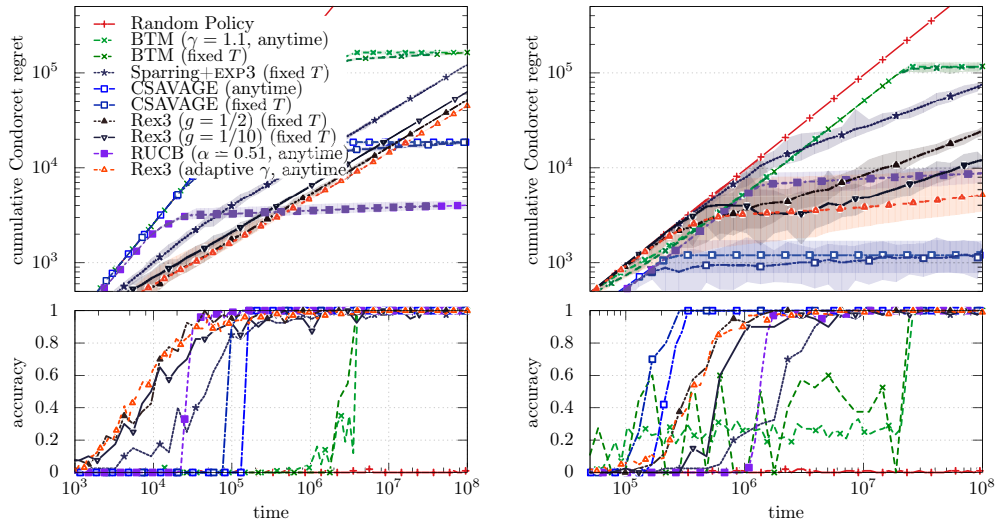 cumulative Condorcet regret
10^5
10^4
10^3
Random Policy
BTM (γ = 1.1, anytime)
BTM (fixed T)
Sparring+EXP3 (fixed T)
CSAVAGE (anytime)
CSAVAGE (fixed T)
Rex3 (g = 1/2) (fixed T)
Rex3 (g = 1/10) (fixed T)
RUCB (α = 0.51, anytime)
Rex3 (adaptive γ, anytime)
accuracy
1
0.8
0.6
0.4
0.2
0
10^3 10^4 10^5 10^6 10^7 10^8
time
cumulative Condorcet regret
10^5
10^4
10^3
accuracy
1
0.8
0.6
0.4
0.2
0
10^5 10^6 10^7 10^8
time